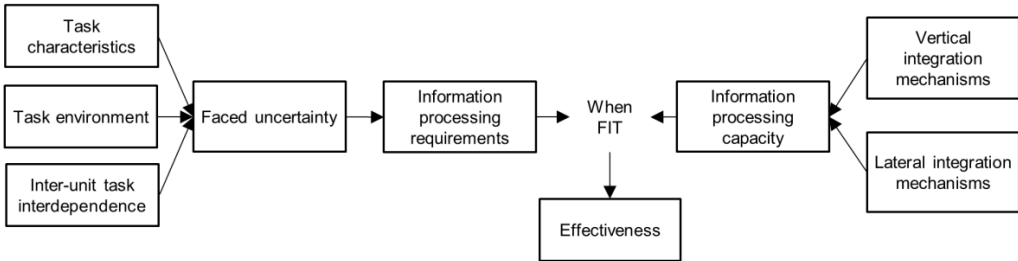 Task
characteristics
Task environment
Inter-unit task
interdependence
Faced uncertainty
Information
processing
requirements
When
FIT
Effectiveness
Information
processing
capacity
Vertical
integration
mechanisms
Lateral integration
mechanisms